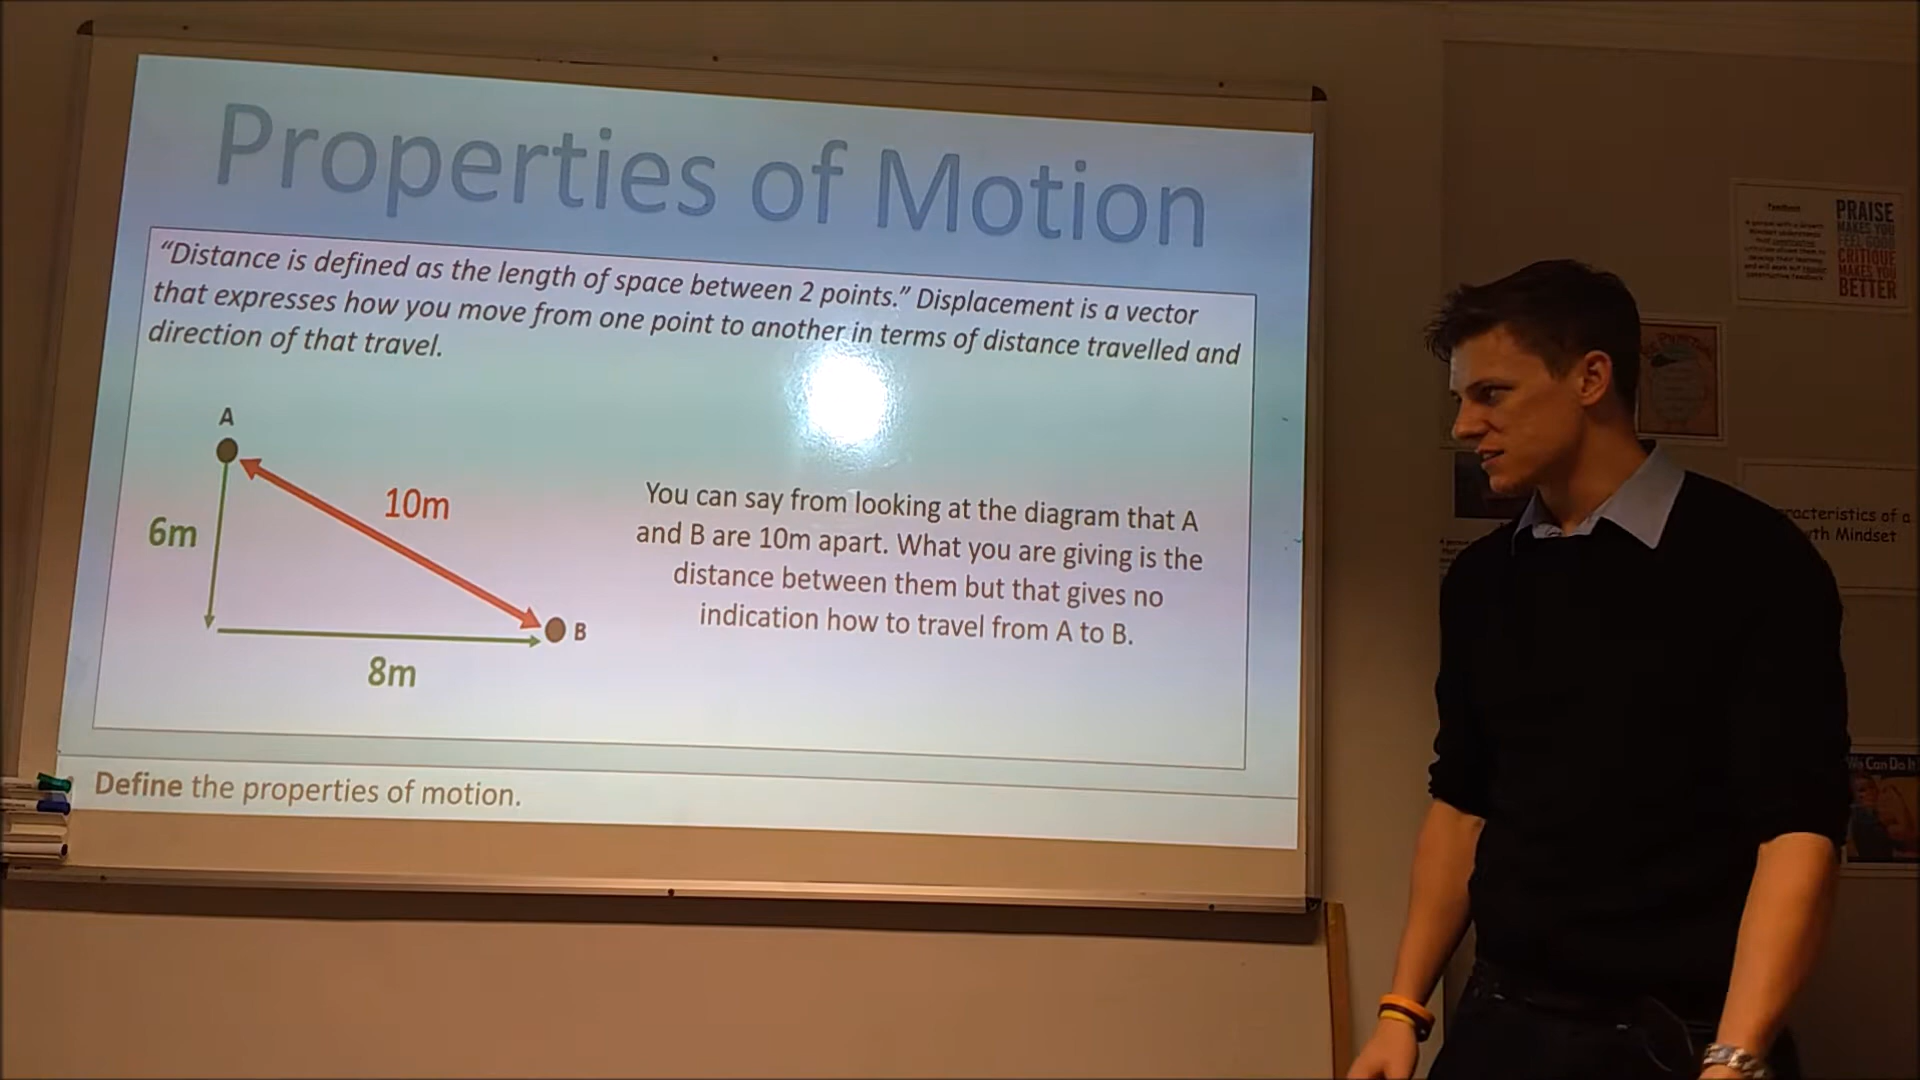 Properties of Motion
“Distance is defined as the length of space between 2 points.” Displacement is a vector
that expresses how you move from one point to another in terms of distance travelled and
direction of that travel.
A
10m
6m
B
8m
You can say from looking at the diagram that A
and B are 10m apart. What you are giving is the
distance between them but that gives no
indication how to travel from A to B.
Define the properties of motion.
PRAISE
MAKES YOU
FEEL GOOD
CRITIQUE
MAKES YOU
BETTER
Feedback
racteristics of a
th Mindset
We Can Do It